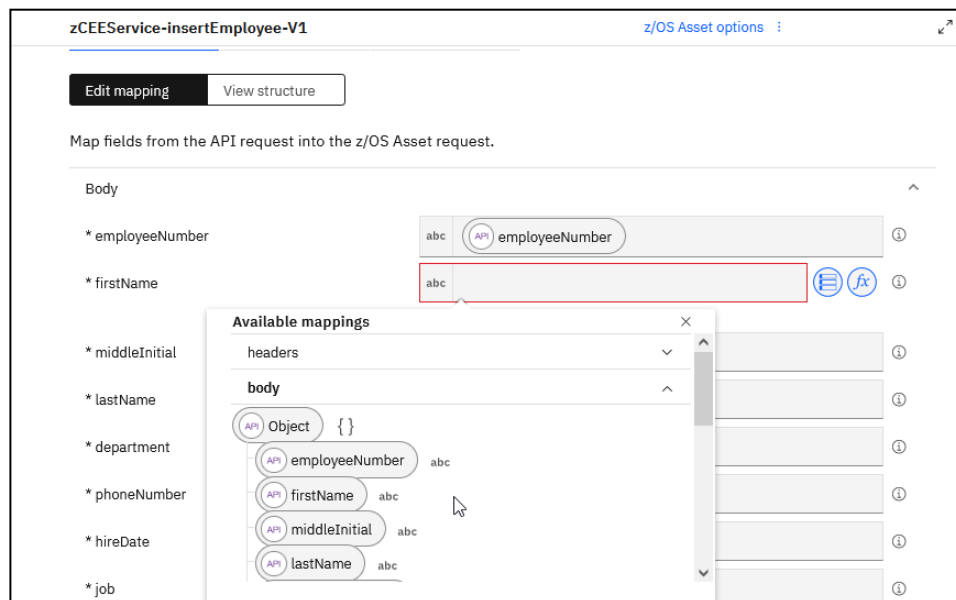 zCEEService-insertEmployee-V1 z/OS Asset options
Edit mapping View structure
Map fields from the API request into the z/OS Asset request.
Body
* employeeNumber abc API employeeNumber
* firstName abc fx
Available mappings
headers
* middleInitial
body
* lastName
API Object { }
* department
API employeeNumber abc
* phoneNumber
API firstName abc
API middleInitial abc
* hireDate
API lastName abc
* job